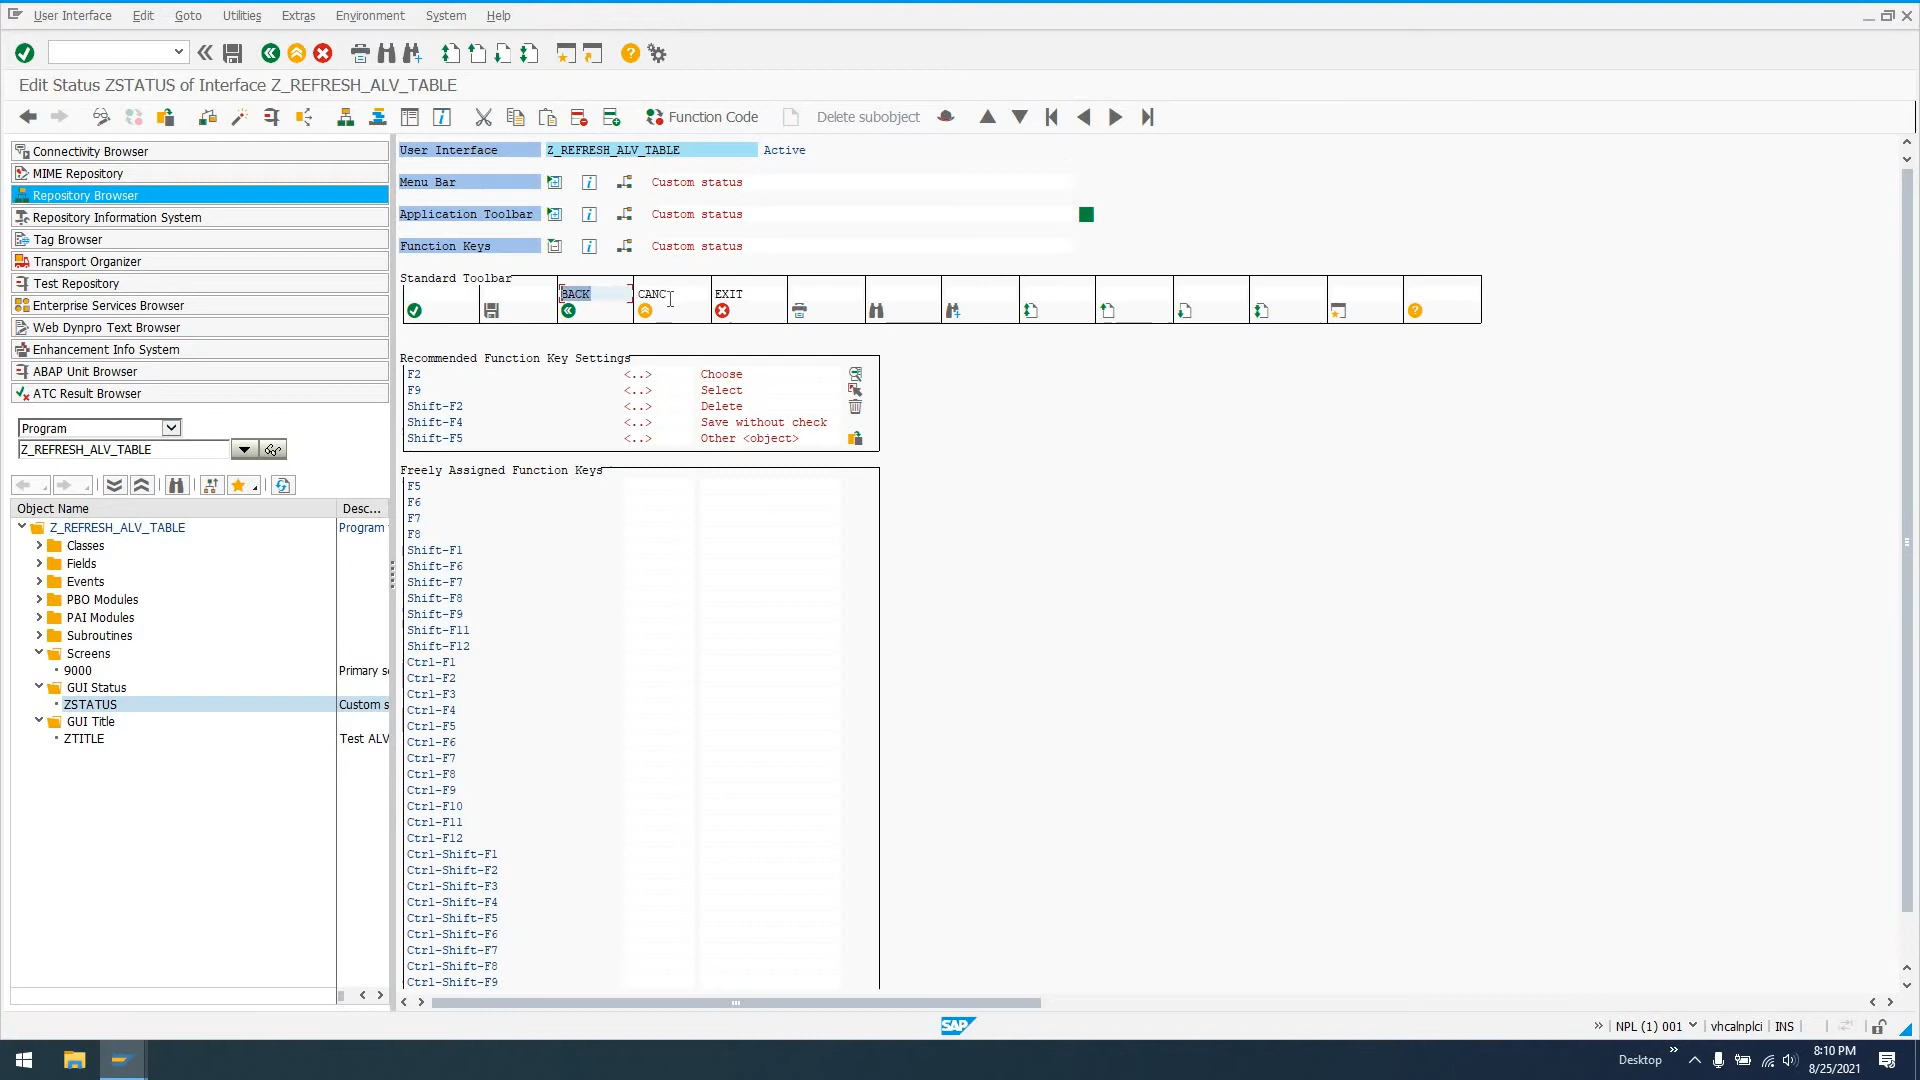 User Interface Edit Goto Utilities Extras Environment System Help
Edit Status ZSTATUS of Interface Z_REFRESH_ALV_TABLE
Function Code Delete subobject
Connectivity Browser
MIME Repository
Repository Browser
Repository Information System
Tag Browser
Transport Organizer
Test Repository
Enterprise Services Browser
Web Dynpro Text Browser
Enhancement Info System
ABAP Unit Browser
ATC Result Browser
Program
Z_REFRESH_ALV_TABLE
Object Name Desc...
Z_REFRESH_ALV_TABLE Program
Classes
Fields
Events
PBO Modules
PAI Modules
Subroutines
Screens
9000 Primary s
GUI Status
ZSTATUS Custom s
GUI Title
ZTITLE Test ALV
User Interface Z_REFRESH_ALV_TABLE Active
Menu Bar Custom status
Application Toolbar Custom status
Function Keys Custom status
Standard Toolbar
BACK CANC EXIT
Recommended Function Key Settings
F2 <..> Choose
F9 <..> Select
Shift-F2 <..> Delete
Shift-F4 <..> Save without check
Shift-F5 <..> Other <object>
Freely Assigned Function Keys
F5
F6
F7
F8
Shift-F1
Shift-F6
Shift-F7
Shift-F8
Shift-F9
Shift-F11
Shift-F12
Ctrl-F1
Ctrl-F2
Ctrl-F3
Ctrl-F4
Ctrl-F5
Ctrl-F6
Ctrl-F7
Ctrl-F8
Ctrl-F9
Ctrl-F10
Ctrl-F11
Ctrl-F12
Ctrl-Shift-F1
Ctrl-Shift-F2
Ctrl-Shift-F3
Ctrl-Shift-F4
Ctrl-Shift-F5
Ctrl-Shift-F6
Ctrl-Shift-F7
Ctrl-Shift-F8
Ctrl-Shift-F9
SAP
NPL (1) 001 vhcalnplci INS
Desktop
8:10 PM
8/25/2021